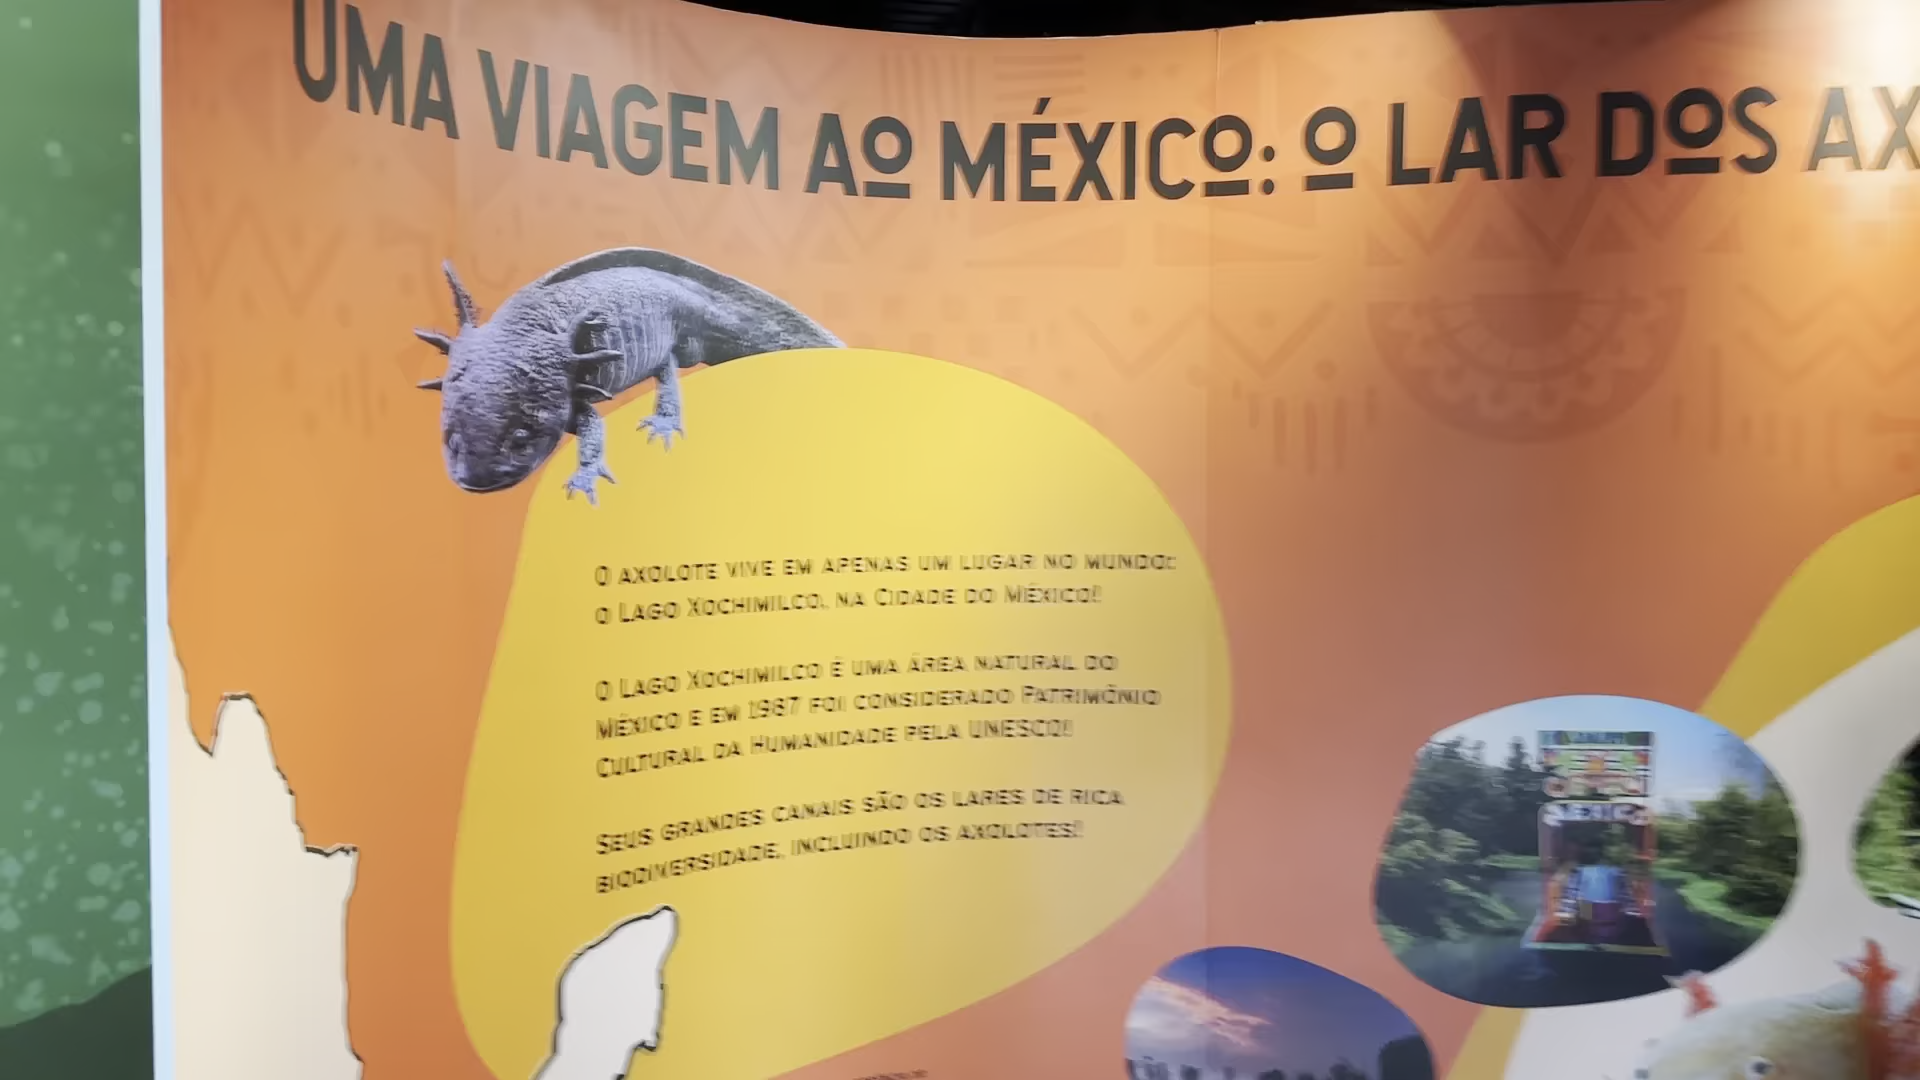 UMA VIAGEM AO MÉXICO: O LAR DOS AX
O AXOLOTE VIVE EM APENAS UM LUGAR NO MUNDO:
O LAGO XOCHIMILCO, NA CIDADE DO MÉXICO!
O LAGO XOCHIMILCO É UMA ÁREA NATURAL DO
MÉXICO E EM 1987 FOI CONSIDERADO PATRIMÔNIO
CULTURAL DA HUMANIDADE PELA UNESCO!
SEUS GRANDES CANAIS SÃO OS LARES DE RICA
BIODIVERSIDADE, INCLUINDO OS AXOLOTES!
MÉXICO